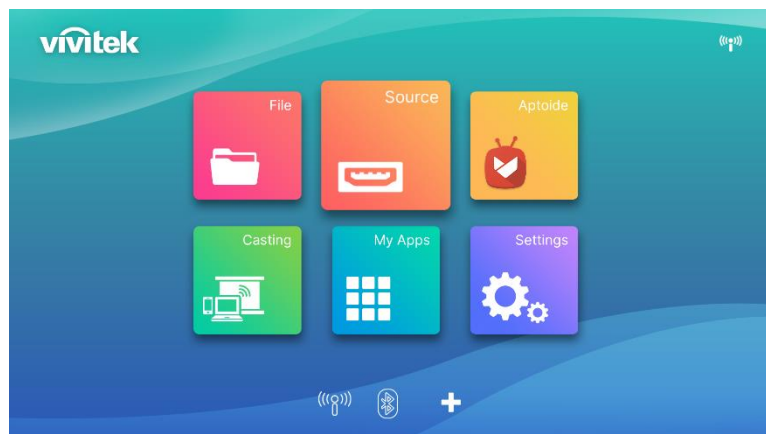 vivitek
File
Source
Aptoide
Casting
My Apps
Settings